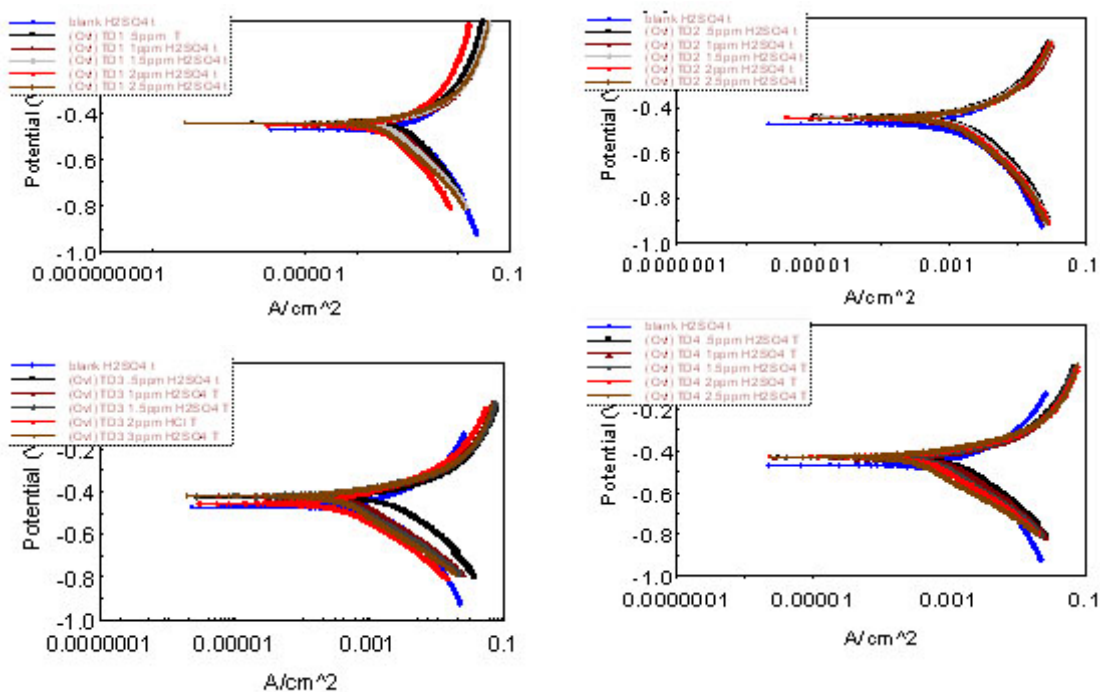 blank H2SO4 t
(Ovl) TD1 .5ppm T
(Ovl) TD1 1ppm H2SO4 t
(Ovl) TD1 1.5ppm H2SO4 t
(Ovl) TD1 2ppm H2SO4 t
(Ovl) TD1 2.5ppm H2SO4 t
Potential (V
-0.4
-0.6
-0.8
-1.0
0.0000000001
0.00001
0.1
A/cm^2
blank H2SO4 t
(Ovl) TD2 .5ppm H2SO4 t
(Ovl) TD2 1ppm H2SO4 t
(Ovl) TD2 1.5ppm H2SO4 t
(Ovl) TD2 2ppm H2SO4 t
(Ovl) TD2 2.5ppm H2SO4 t
Potential (V
-0.4
-0.6
-0.8
-1.0
0.0000001
0.00001
0.001
0.1
A/cm^2
blank H2SO4 t
(Ovl) TD3 .5ppm H2SO4 t
(Ovl) TD3 1ppm H2SO4 T
(Ovl) TD3 1.5ppm H2SO4 T
(Ovl) TD3 2ppm HCl T
(Ovl) TD3 3ppm H2SO4 T
Potential (V
-0.2
-0.4
-0.6
-0.8
-1.0
0.0000001
0.00001
0.001
0.1
A/cm^2
blank H2SO4 t
(Ovl) TD4 .5ppm H2SO4 T
(Ovl) TD4 1ppm H2SO4 T
(Ovl) TD4 1.5ppm H2SO4 T
(Ovl) TD4 2ppm H2SO4 T
(Ovl) TD4 2.5ppm H2SO4 T
Potential (V
-0.2
-0.4
-0.6
-0.8
-1.0
0.0000001
0.00001
0.001
0.1
A/cm^2